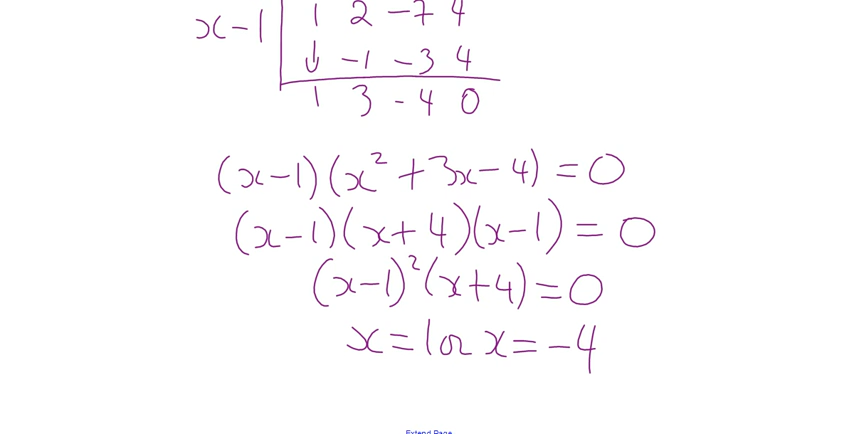 x-1 | 1 2 -7 4
↓ -1 -3 4
1 3 -4 0
(x-1)(x²+3x-4)=0
(x-1)(x+4)(x-1)=0
(x-1)²(x+4)=0
x=1 or x=-4
Extend Page